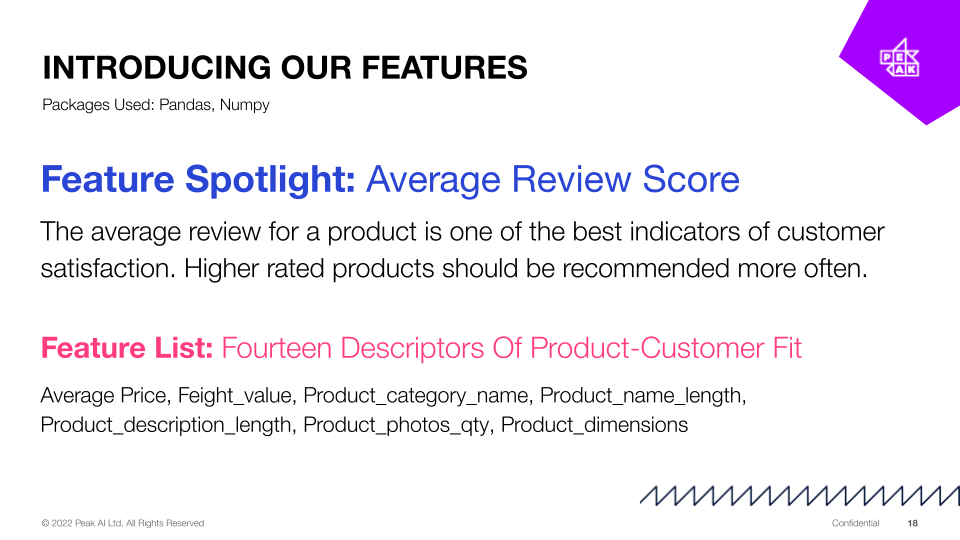 INTRODUCING OUR FEATURES
Packages Used: Pandas, Numpy
PE
AK
Feature Spotlight: Average Review Score
The average review for a product is one of the best indicators of customer
satisfaction. Higher rated products should be recommended more often.
Feature List: Fourteen Descriptors Of Product-Customer Fit
Average Price, Feight_value, Product_category_name, Product_name_length,
Product_description_length, Product_photos_qty, Product_dimensions
© 2022 Peak AI Ltd. All Rights Reserved
Confidential 18